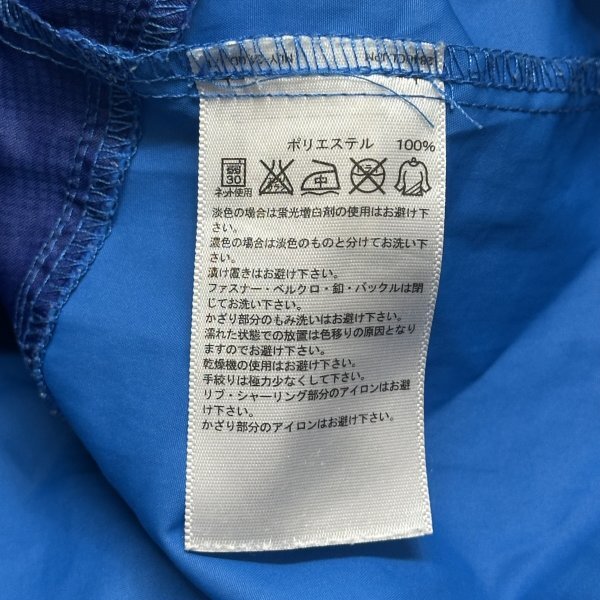 ポリエステル 100%
弱 30 中 ドライ
ネット使用
淡色の場合は蛍光増白剤の使用はお避け下
さい。
濃色の場合は淡色のものと分けてお洗い下
さい。
漬け置きはお避け下さい。
ファスナー・ベルクロ・釦・バックルは閉
じてお洗い下さい。
かざり部分のもみ洗いはお避け下さい。
濡れた状態での放置は色移りの原因となり
ますのでお避け下さい。
乾燥機の使用はお避け下さい。
手絞りは極力少なくして下さい。
リブ・シャーリング部分のアイロンはお避け
下さい。
かざり部分のアイロンはお避け下さい。